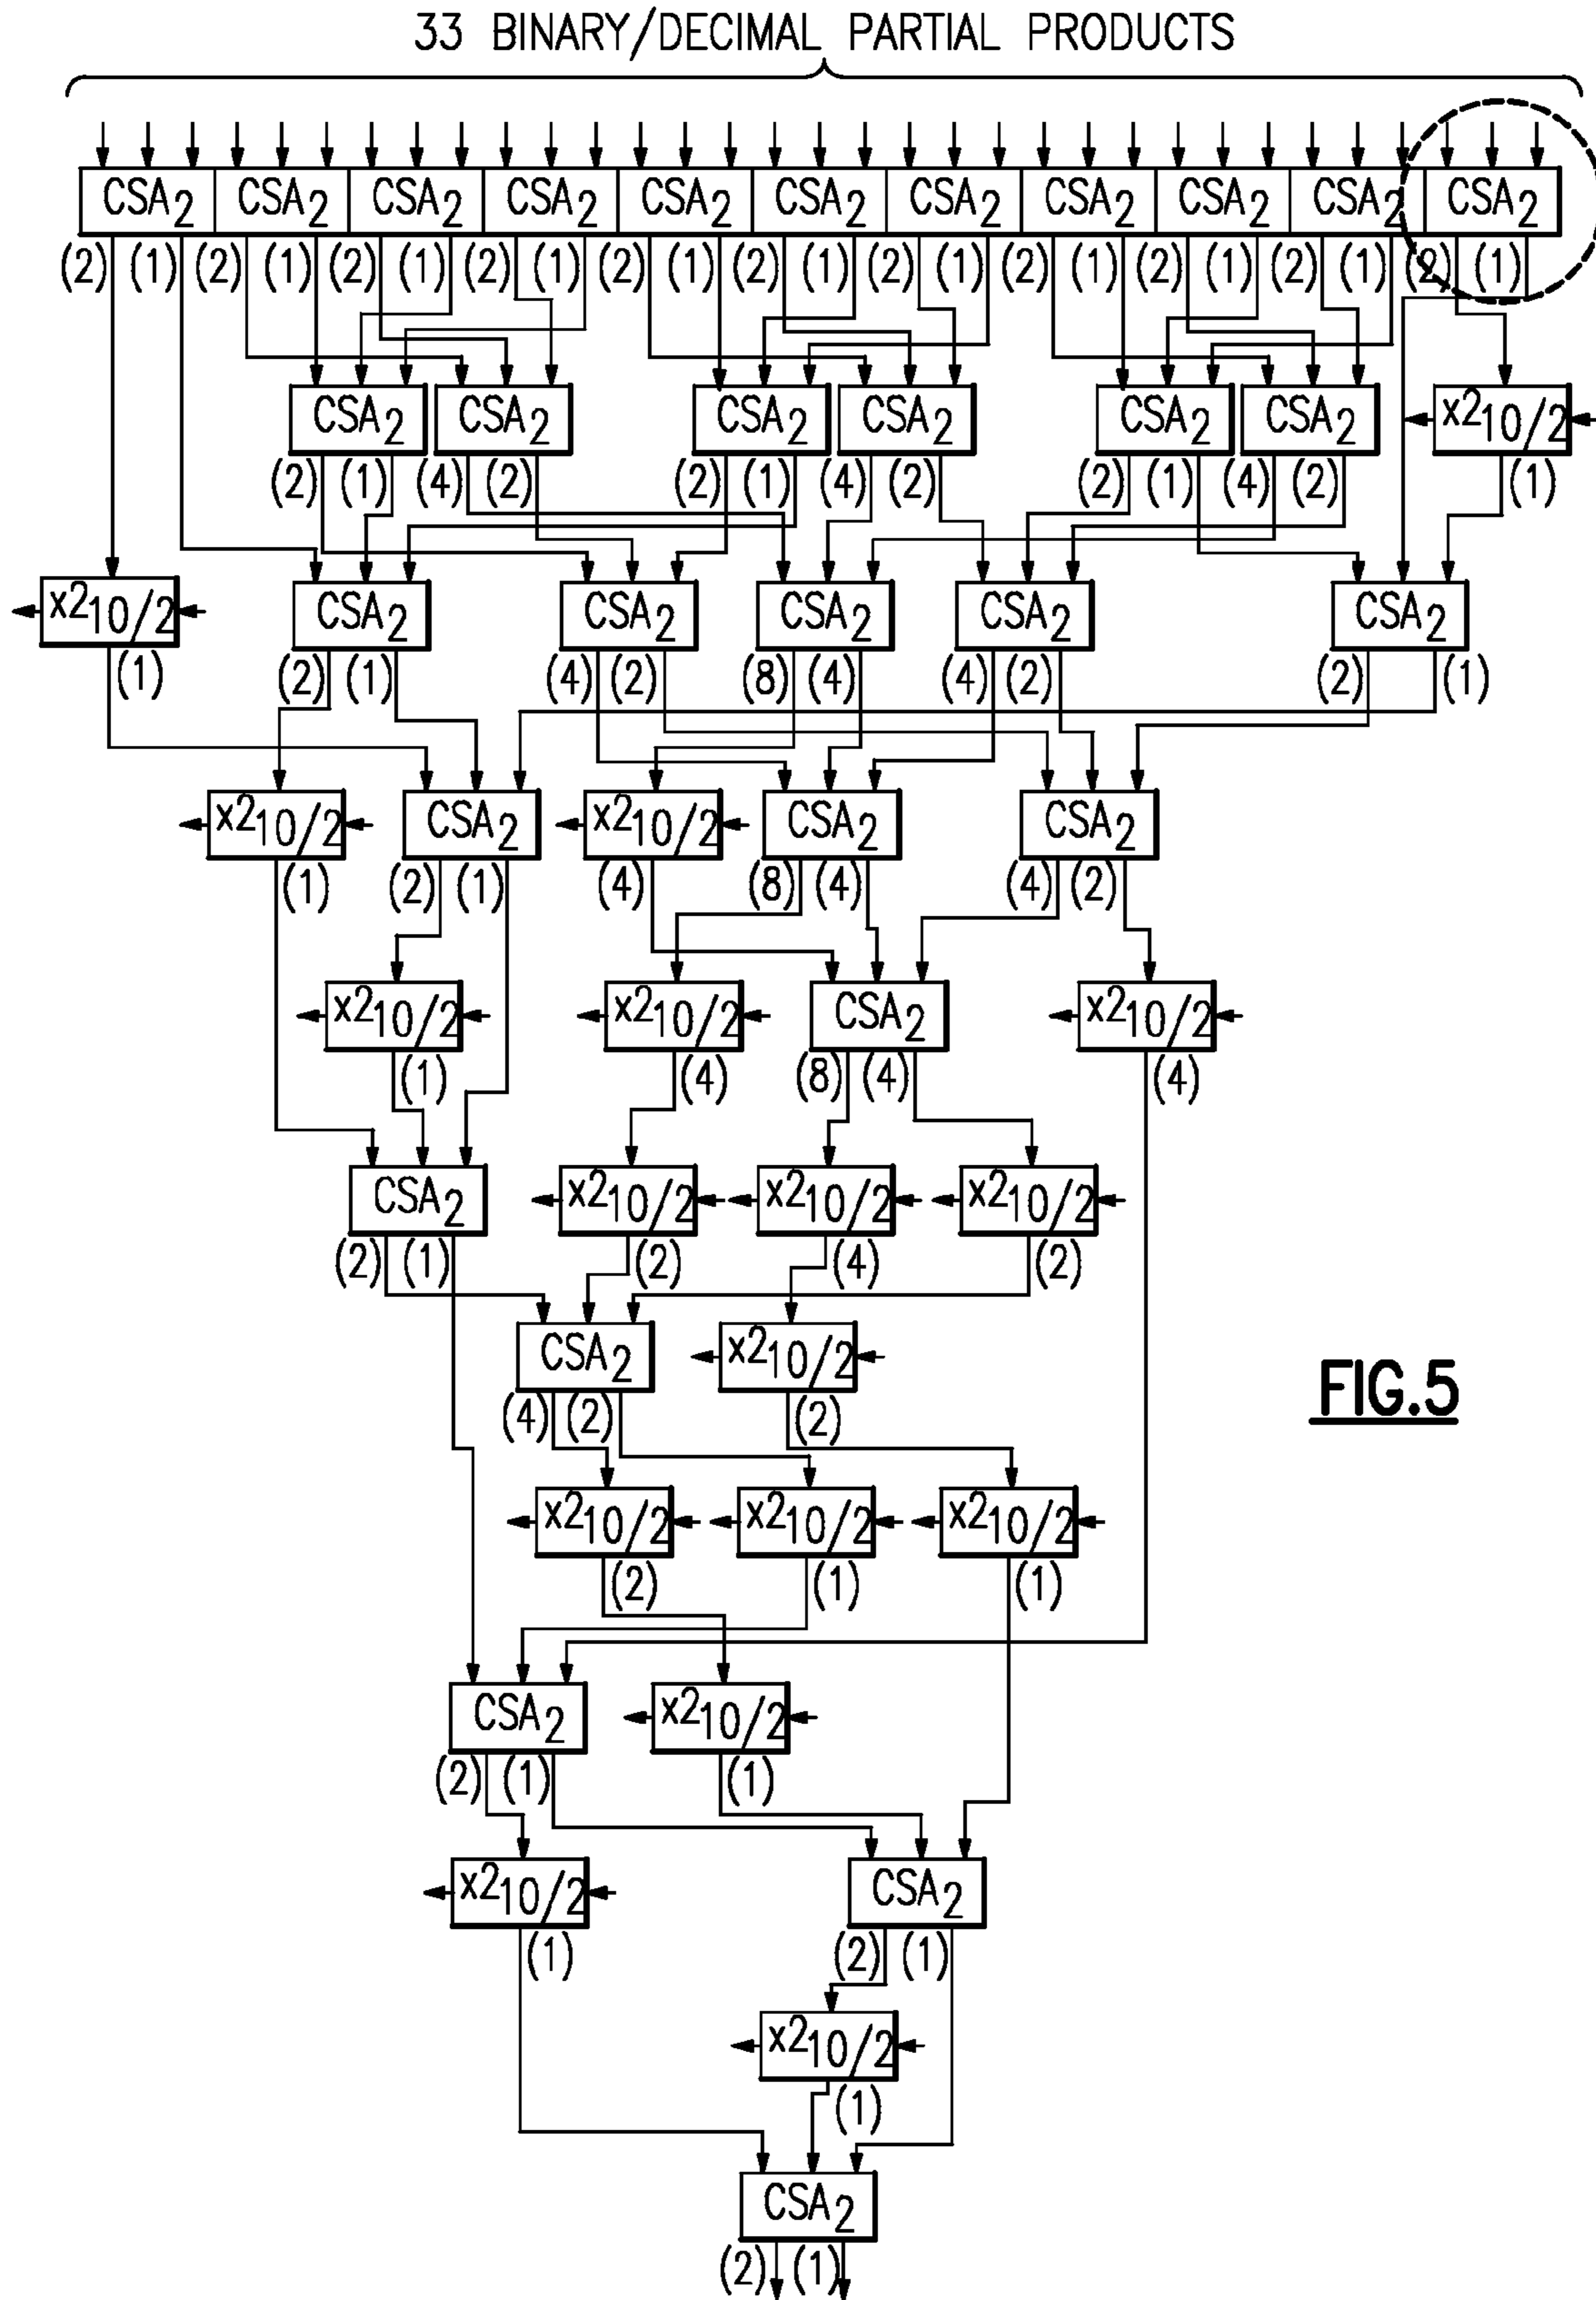 33 BINARY/DECIMAL PARTIAL PRODUCTS
CSA2 CSA2 CSA2 CSA2 CSA2 CSA2 CSA2 CSA2 CSA2 CSA2 CSA2
(2) (1) (2) (1) (2) (1) (2) (1) (2) (1) (2) (1) (2) (1) (2) (1) (2) (1) (2) (1) (2) (1)
CSA2 CSA2 CSA2 CSA2 CSA2 CSA2 x210/2
(2) (1) (4) (2) (2) (1) (4) (2) (2) (1) (4) (2) (1)
x210/2 CSA2 CSA2 CSA2 CSA2 CSA2
(1) (2) (1) (4) (2) (8) (4) (4) (2) (2) (1)
x210/2 CSA2 x210/2 CSA2 CSA2
(1) (2) (1) (4) (8) (4) (4) (2)
x210/2 x210/2 CSA2 x210/2
(1) (4) (8) (4) (4)
CSA2 x210/2 x210/2 x210/2
(2) (1) (2) (4) (2)
CSA2 x210/2
(4) (2) (2)
FIG.5
x210/2 x210/2 x210/2
(2) (1) (1)
CSA2 x210/2
(2) (1) (1)
x210/2 CSA2
(1) (2) (1)
x210/2
(1)
CSA2
(2) (1)